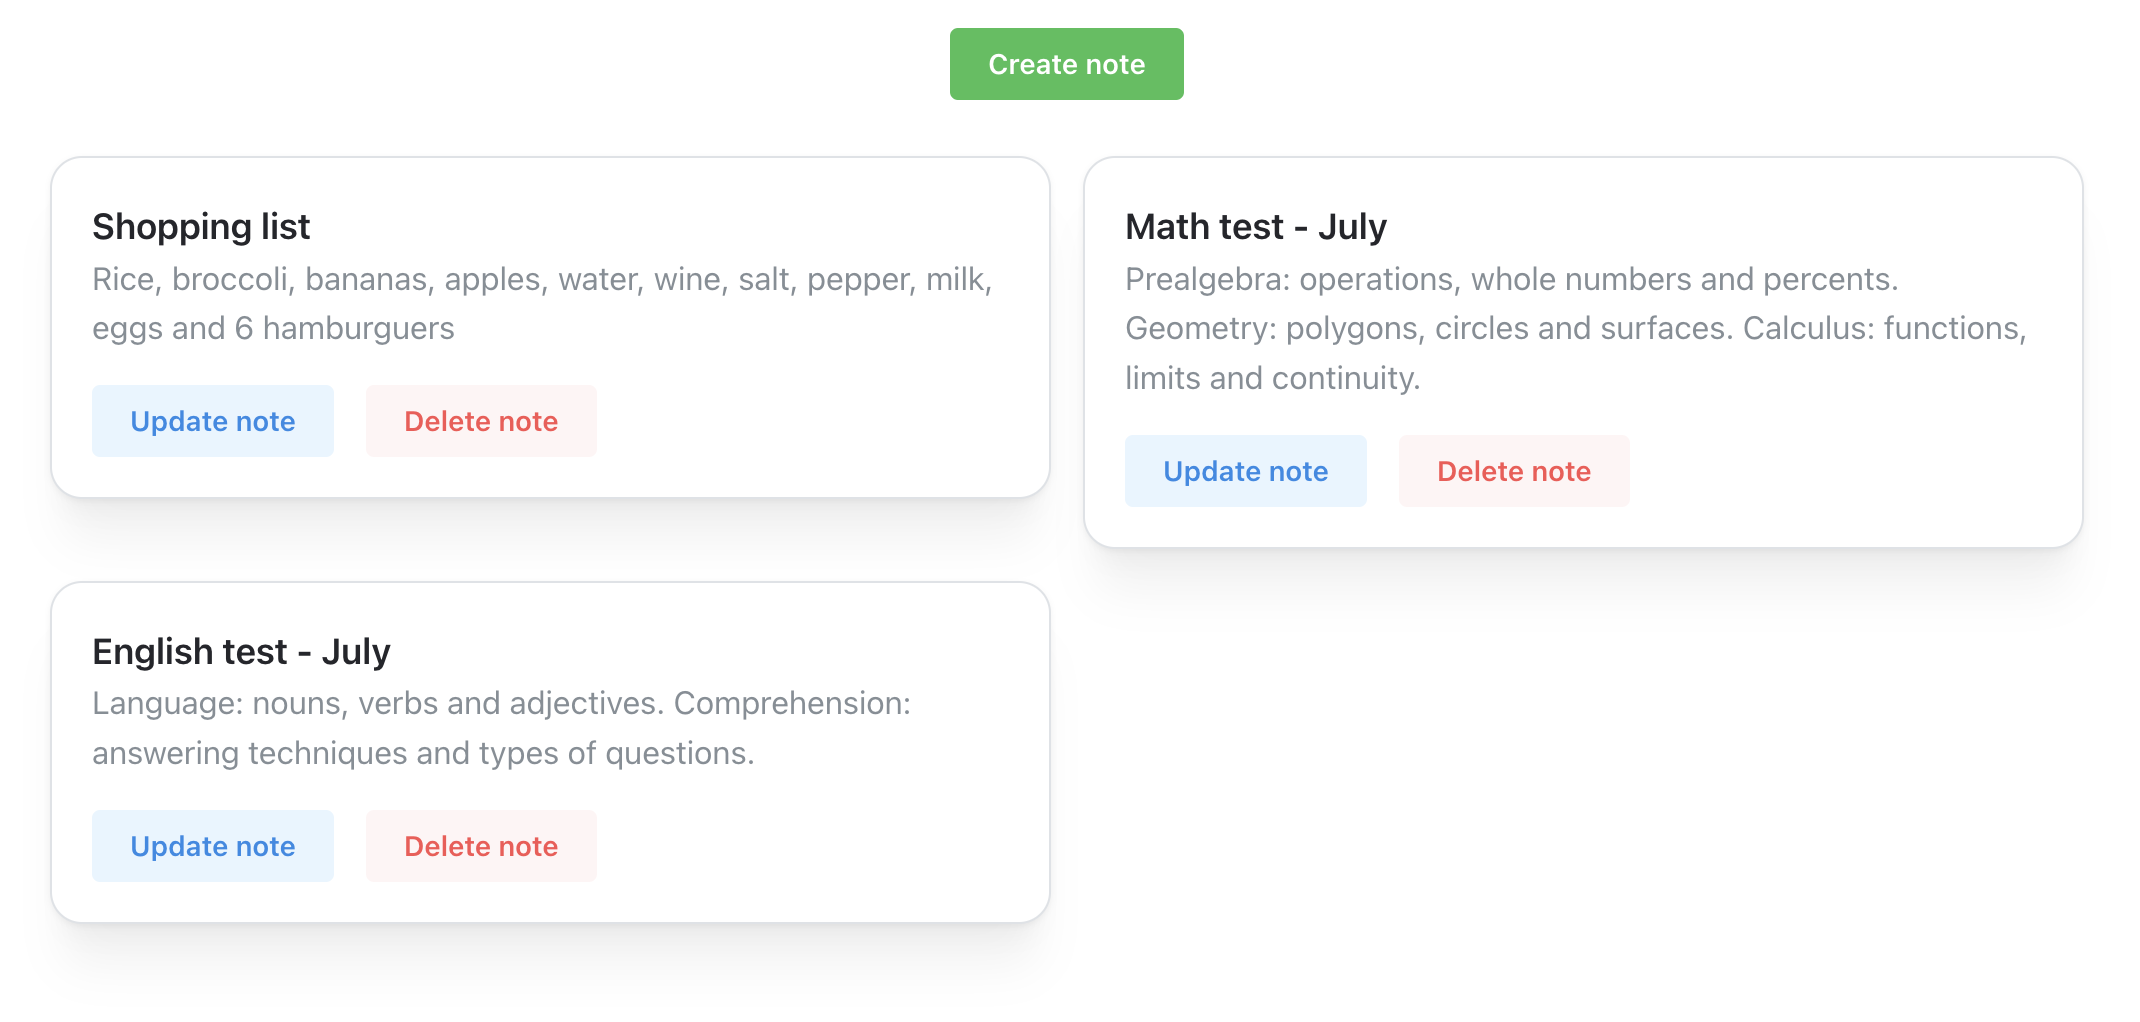 Create note
Shopping list
Rice, broccoli, bananas, apples, water, wine, salt, pepper, milk,
eggs and 6 hamburguers
Update note
Delete note
Math test - July
Prealgebra: operations, whole numbers and percents.
Geometry: polygons, circles and surfaces. Calculus: functions,
limits and continuity.
Update note
Delete note
English test - July
Language: nouns, verbs and adjectives. Comprehension:
answering techniques and types of questions.
Update note
Delete note